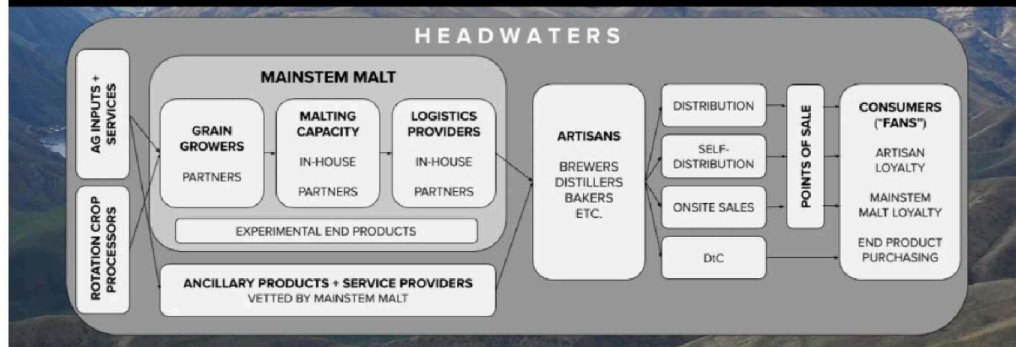 HEADWATERS
AG INPUTS +
SERVICES
ROTATION CROP
PROCESSORS
MAINSTEM MALT
GRAIN
GROWERS
PARTNERS
MALTING
CAPACITY
IN-HOUSE
PARTNERS
LOGISTICS
PROVIDERS
IN-HOUSE
PARTNERS
EXPERIMENTAL END PRODUCTS
ANCILLARY PRODUCTS + SERVICE PROVIDERS
VETTED BY MAINSTEM MALT
ARTISANS
BREWERS
DISTILLERS
BAKERS
ETC.
DISTRIBUTION
SELF-
DISTRIBUTION
ONSITE SALES
DtC
POINTS OF SALE
CONSUMERS
("FANS")
ARTISAN
LOYALTY
MAINSTEM
MALT LOYALTY
END PRODUCT
PURCHASING